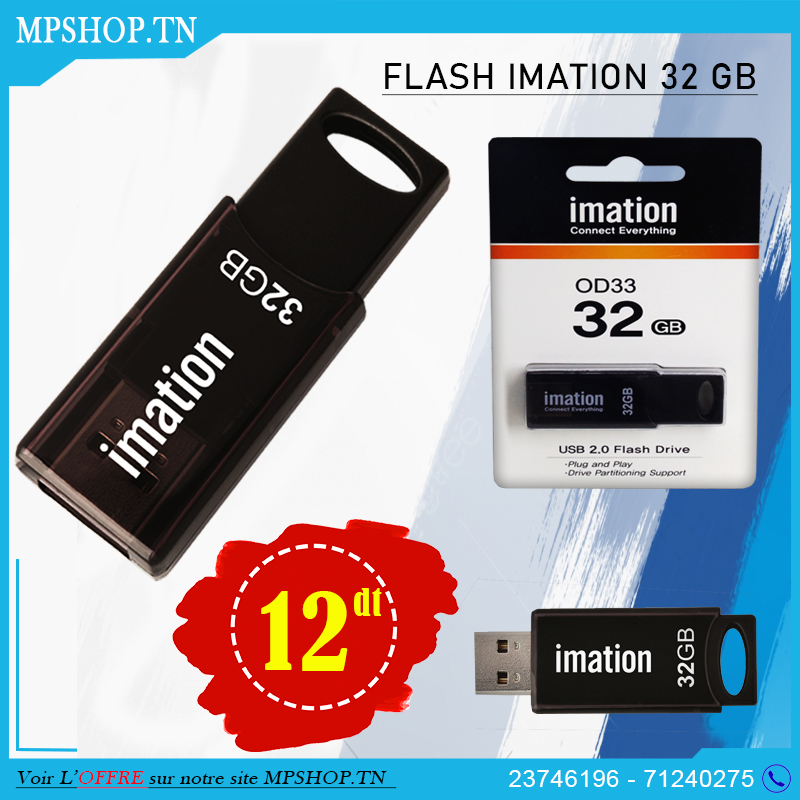 MPSHOP.TN
FLASH IMATION 32 GB
imation
Connect Everything
OD33
32 GB
imation
Connect Everything
32GB
USB 2.0 Flash Drive
·Plug and Play
·Drive Partitioning Support
32GB
imation
12 dt
imation
32GB
Voir L'OFFRE sur notre site MPSHOP.TN
23746196 - 71240275